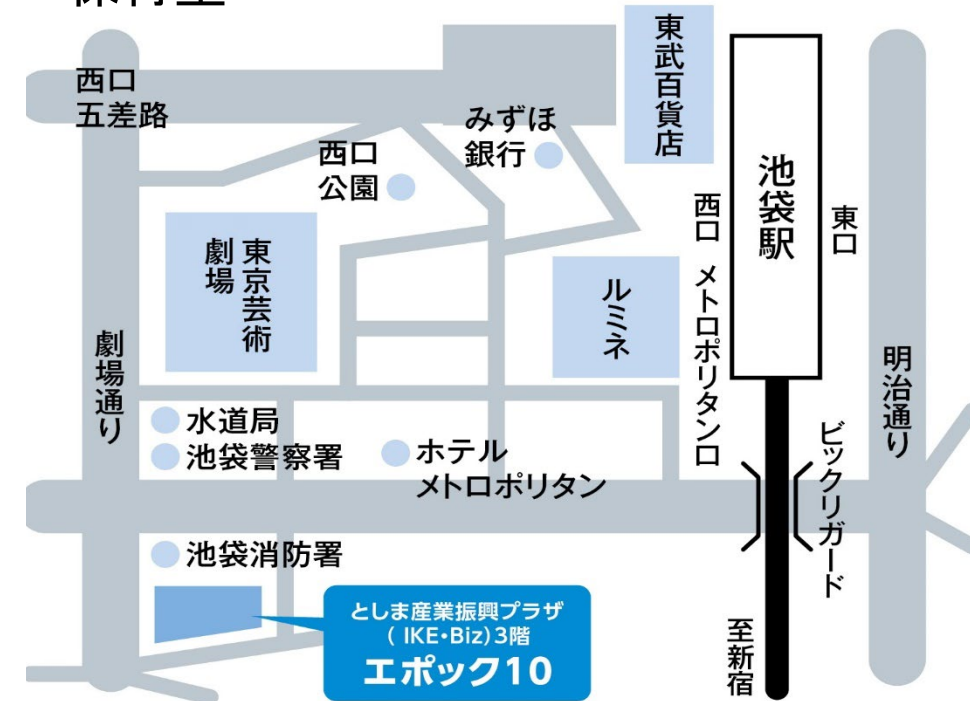 西口
五差路
みずほ
銀行
西口
公園
東武百貨店
池袋駅
西口
東口
東京芸術
劇場
ルミネ
メトロポリタン口
劇場通り
明治通り
水道局
池袋警察署
ホテル
メトロポリタン
ビックリガード
池袋消防署
としま産業振興プラザ
( IKE・Biz)3階
エポック10
至新宿